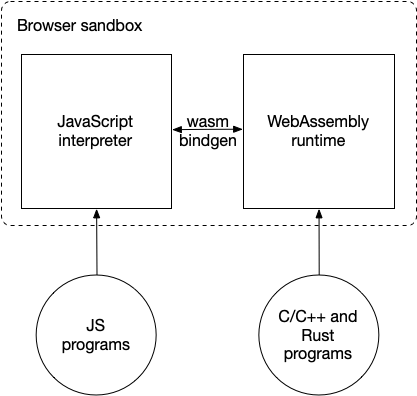 Browser sandbox
JavaScript
interpreter
wasm
bindgen
WebAssembly
runtime
JS
programs
C/C++ and
Rust
programs